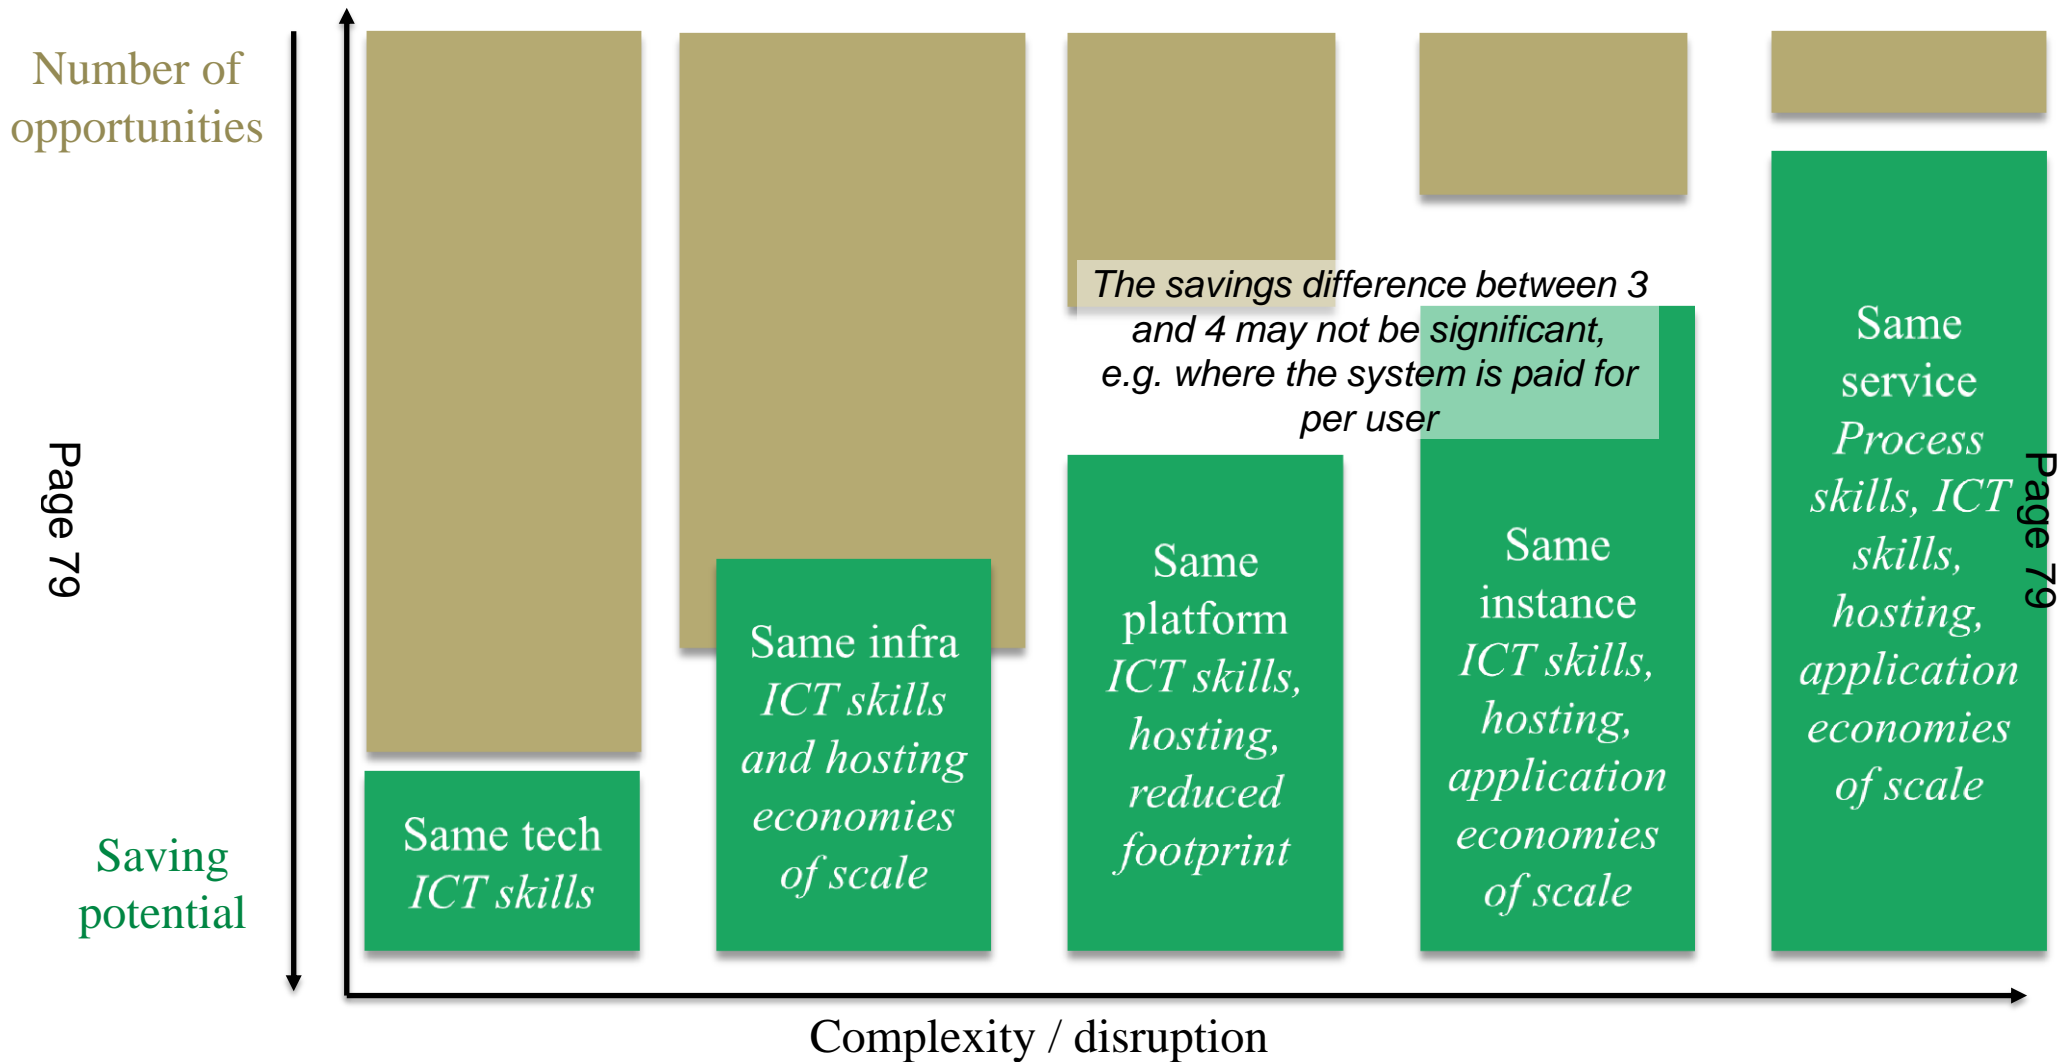 Number of
opportunities
The savings difference between 3
and 4 may not be significant,
e.g. where the system is paid for
per user
Same tech
ICT skills
Same infra
ICT skills
and hosting
economies
of scale
Same
platform
ICT skills,
hosting,
reduced
footprint
Same
instance
ICT skills,
hosting,
application
economies
of scale
Same
service
Process
skills, ICT
skills,
hosting,
application
economies
of scale
Page 79
Page 79
Saving
potential
Complexity / disruption